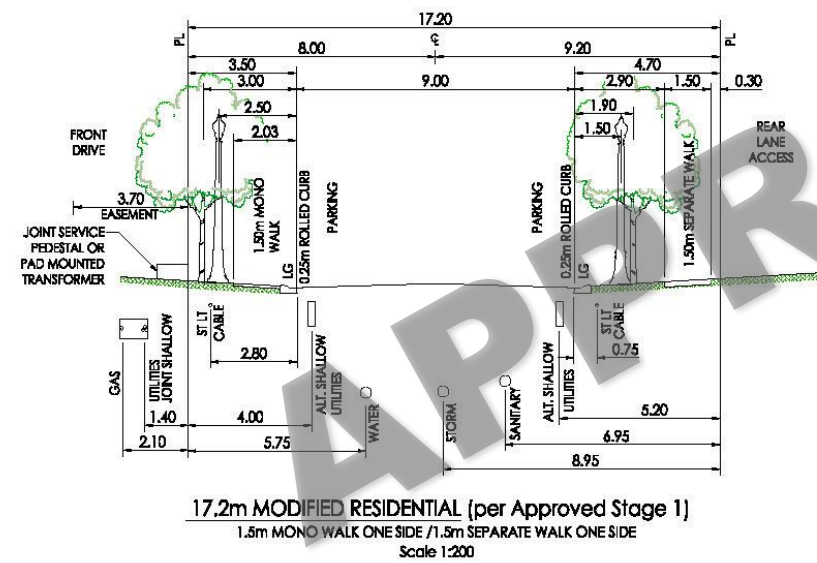 17.20
PL
PL
8.00
℄
9.20
3.50
4.70
3.00
9.00
2.90
1.50
0.30
2.50
1.90
2.03
1.50
FRONT
DRIVE
REAR
LANE
ACCESS
3.70
EASEMENT
JOINT SERVICE
PEDESTAL OR
PAD MOUNTED
TRANSFORMER
1.50m MONO
WALK
LG
0.25m ROLLED CURB
PARKING
PARKING
0.25m ROLLED CURB
LG
1.50m SEPARATE WALK
GAS
JOINT SHALLOW
UTILITIES
ST LT
CABLE
ALT. SHALLOW
UTILITIES
WATER
STORM
SANITARY
ALT. SHALLOW
UTILITIES
ST LT
CABLE
2.80
0.75
1.40
4.00
5.20
2.10
5.75
6.95
8.95
APPR
17.2m MODIFIED RESIDENTIAL (per Approved Stage 1)
1.5m MONO WALK ONE SIDE /1.5m SEPARATE WALK ONE SIDE
Scale 1:200